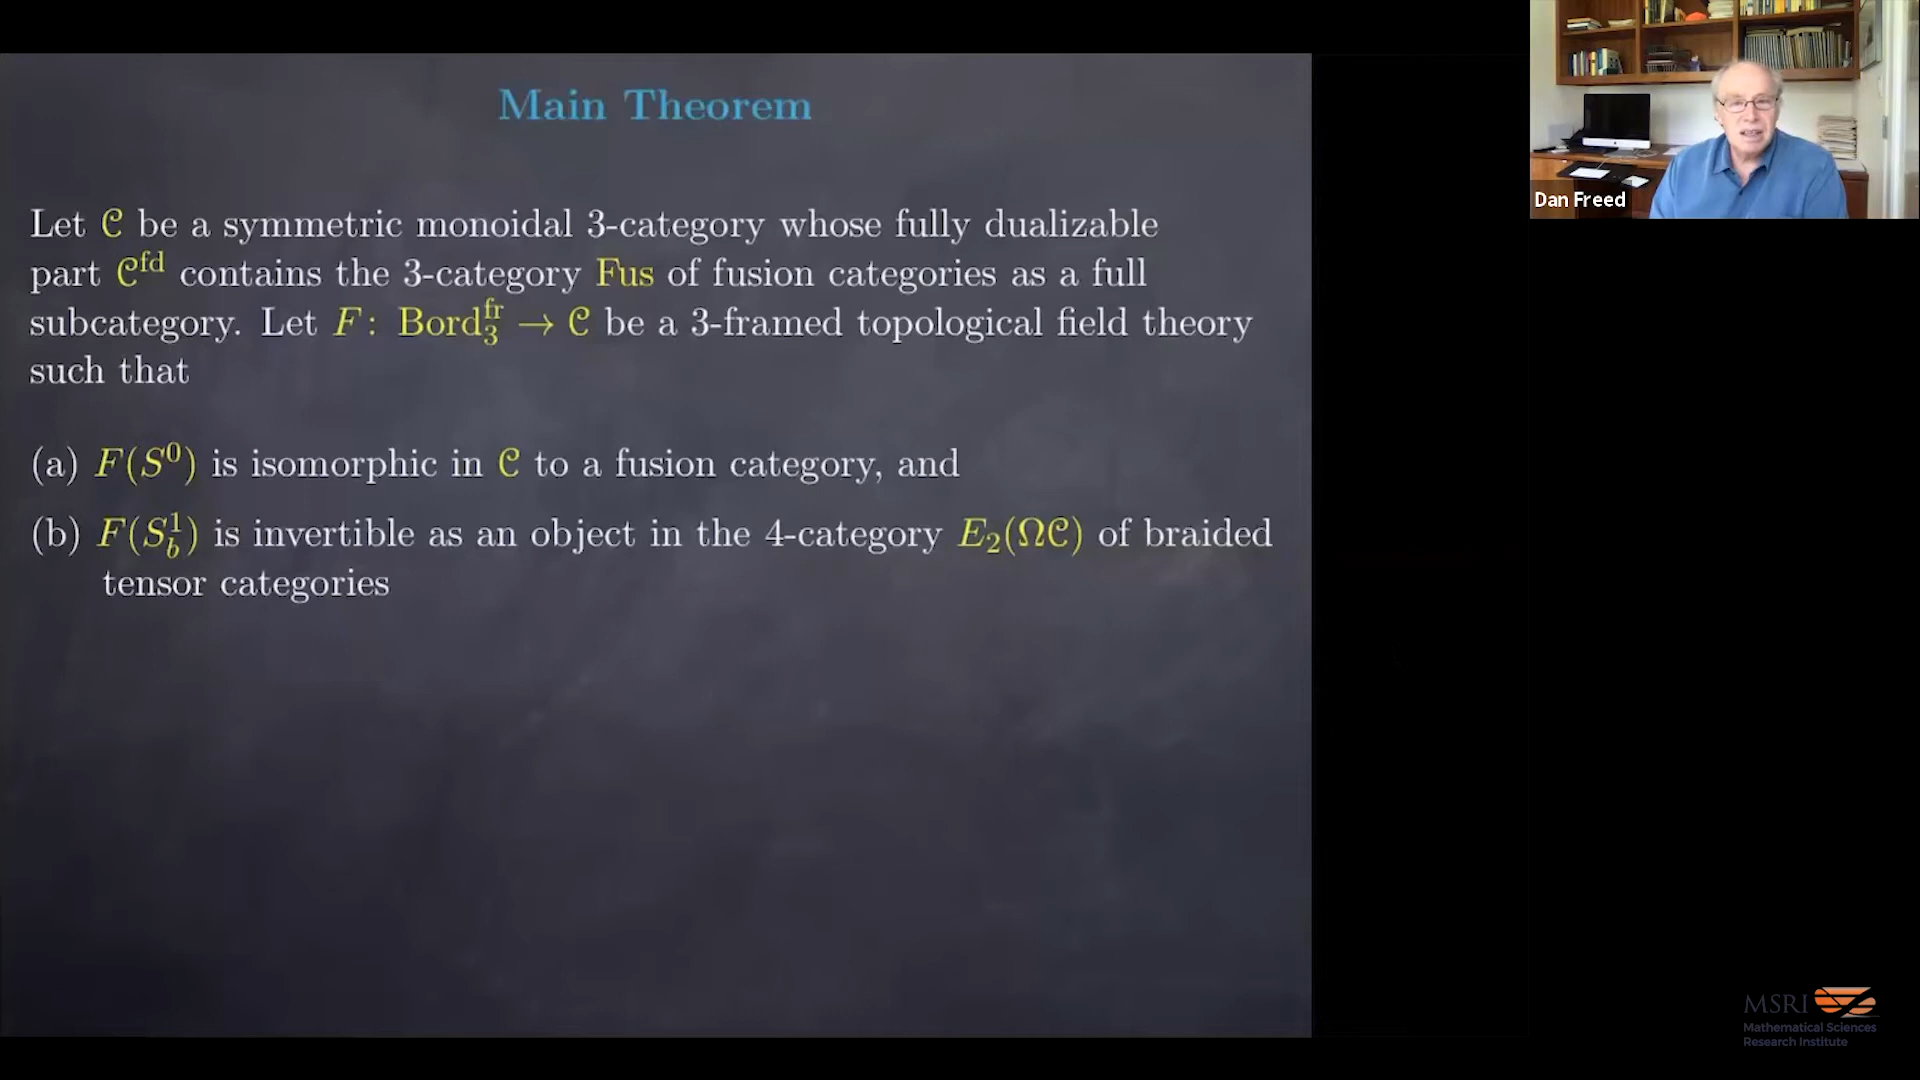 Main Theorem
Let 𝒞 be a symmetric monoidal 3-category whose fully dualizable
part 𝒞^fd contains the 3-category Fus of fusion categories as a full
subcategory. Let F: Bord_3^fr → 𝒞 be a 3-framed topological field theory
such that
(a) F(S^0) is isomorphic in 𝒞 to a fusion category, and
(b) F(S_b^1) is invertible as an object in the 4-category E_2(Ω𝒞) of braided
tensor categories
Dan Freed
MSRI
Mathematical Sciences
Research Institute